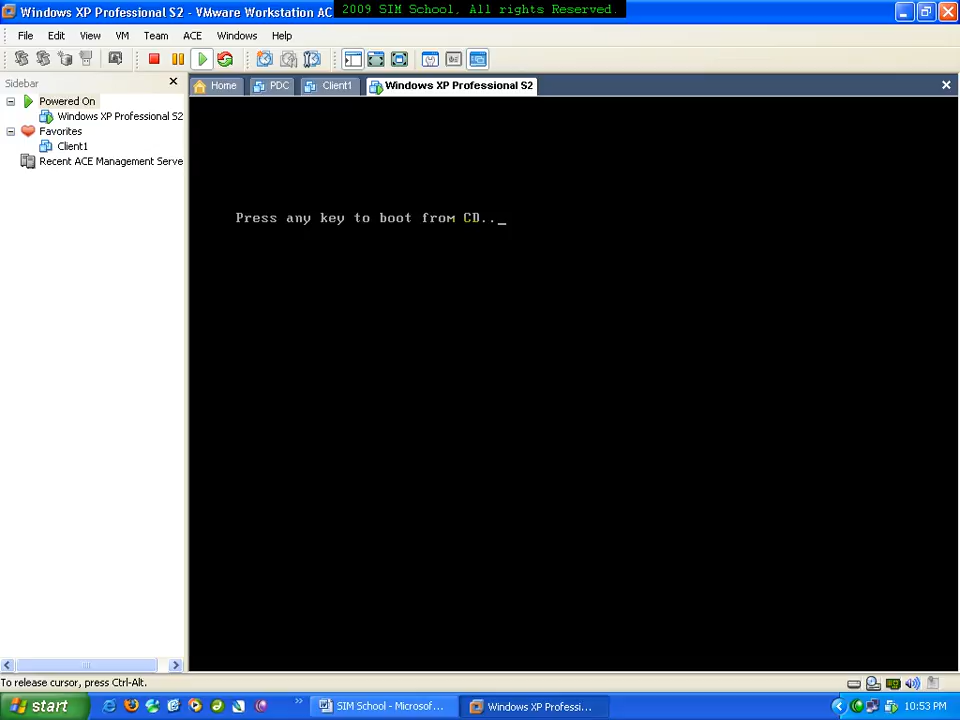 Windows XP Professional S2 - VMware Workstation AC
2009 SIM School. All rights Reserved.
File Edit View VM Team ACE Windows Help
Sidebar
Home PDC Client1 Windows XP Professional S2
Powered On
Windows XP Professional S2
Favorites
Client1
Recent ACE Management Serve
Press any key to boot from CD.._
To release cursor, press Ctrl-Alt.
start SIM School - Microsof... Windows XP Professi... 10:53 PM